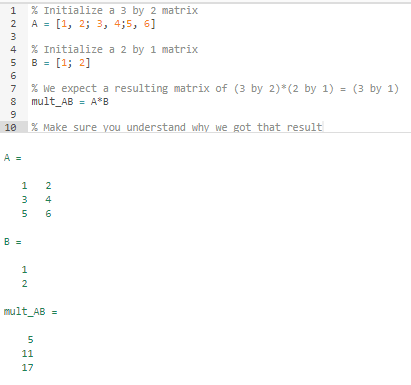 1 % Initialize a 3 by 2 matrix
2 A = [1, 2; 3, 4;5, 6]
3
4 % Initialize a 2 by 1 matrix
5 B = [1; 2]
6
7 % We expect a resulting matrix of (3 by 2)*(2 by 1) = (3 by 1)
8 mult_AB = A*B
9
10 % Make sure you understand why we got that result
A =
1 2
3 4
5 6
B =
1
2
mult_AB =
5
11
17